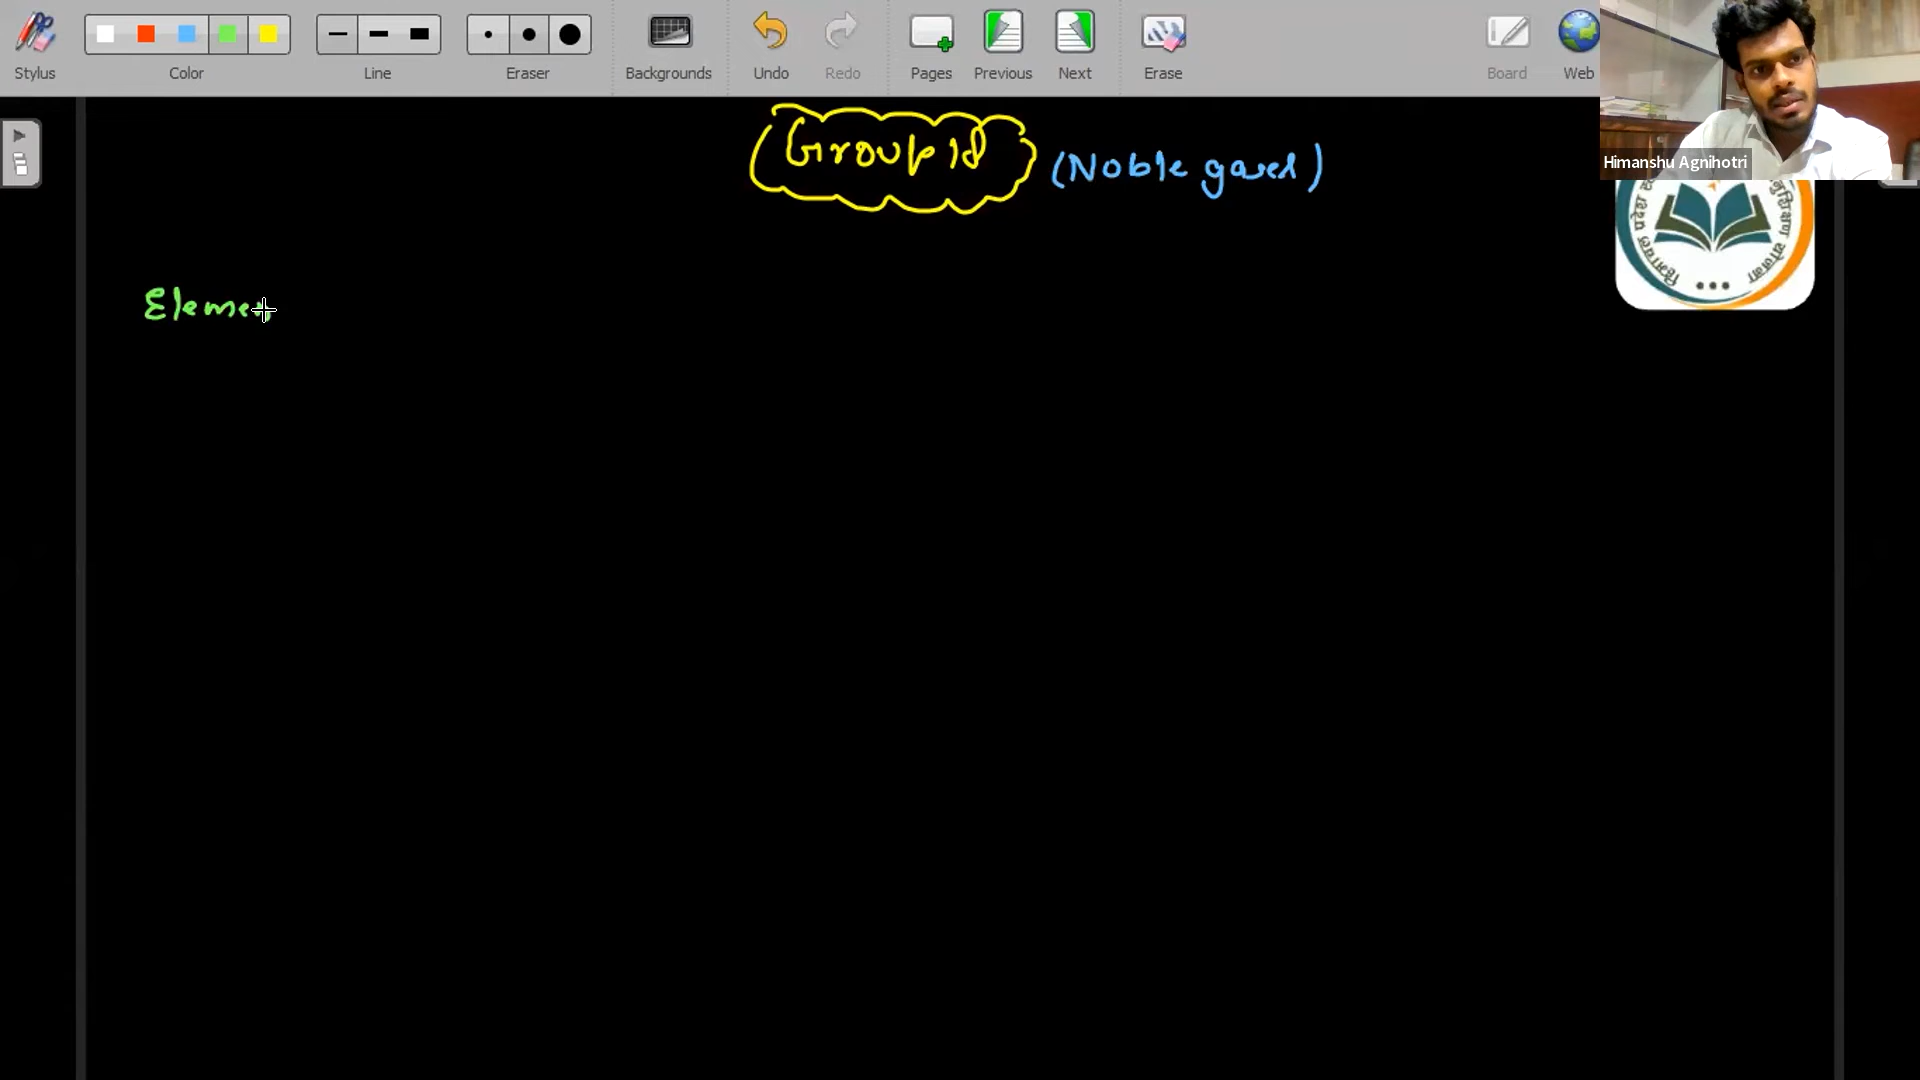 Stylus
Color
Line
Eraser
Backgrounds
Undo
Redo
Pages
Previous
Next
Erase
Board
Web
Himanshu Agnihotri
Group 18
(Noble gases)
Elemen